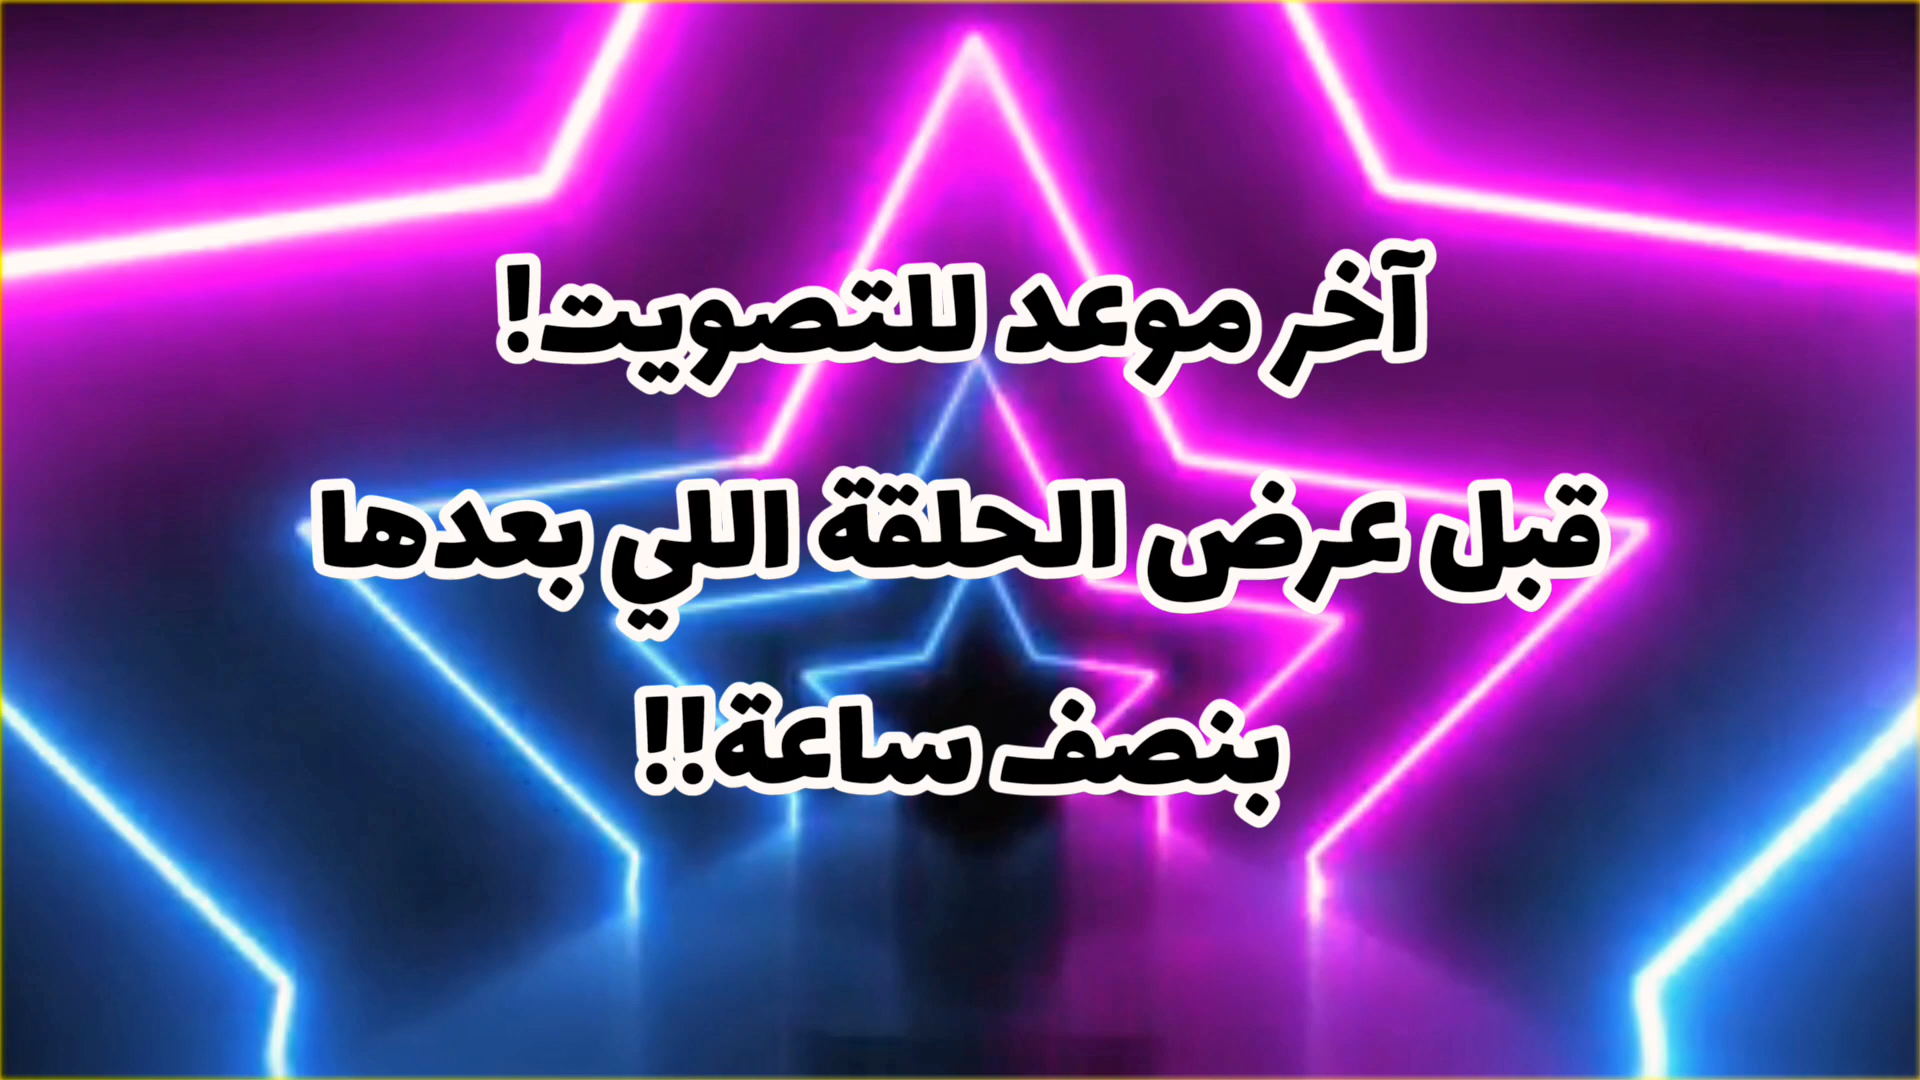 آخر موعد للتصويت!
قبل عرض الحلقة اللي بعدها
بنصف ساعة!!